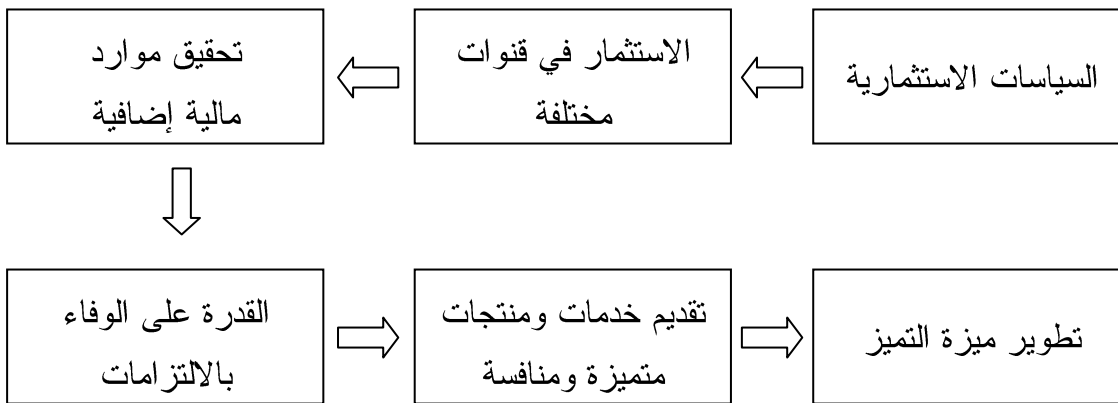 السياسات الاستثمارية
الاستثمار في قنوات
مختلفة
تحقيق موارد
مالية إضافية
القدرة على الوفاء
بالالتزامات
تقديم خدمات ومنتجات
متميزة ومنافسة
تطوير ميزة التميز